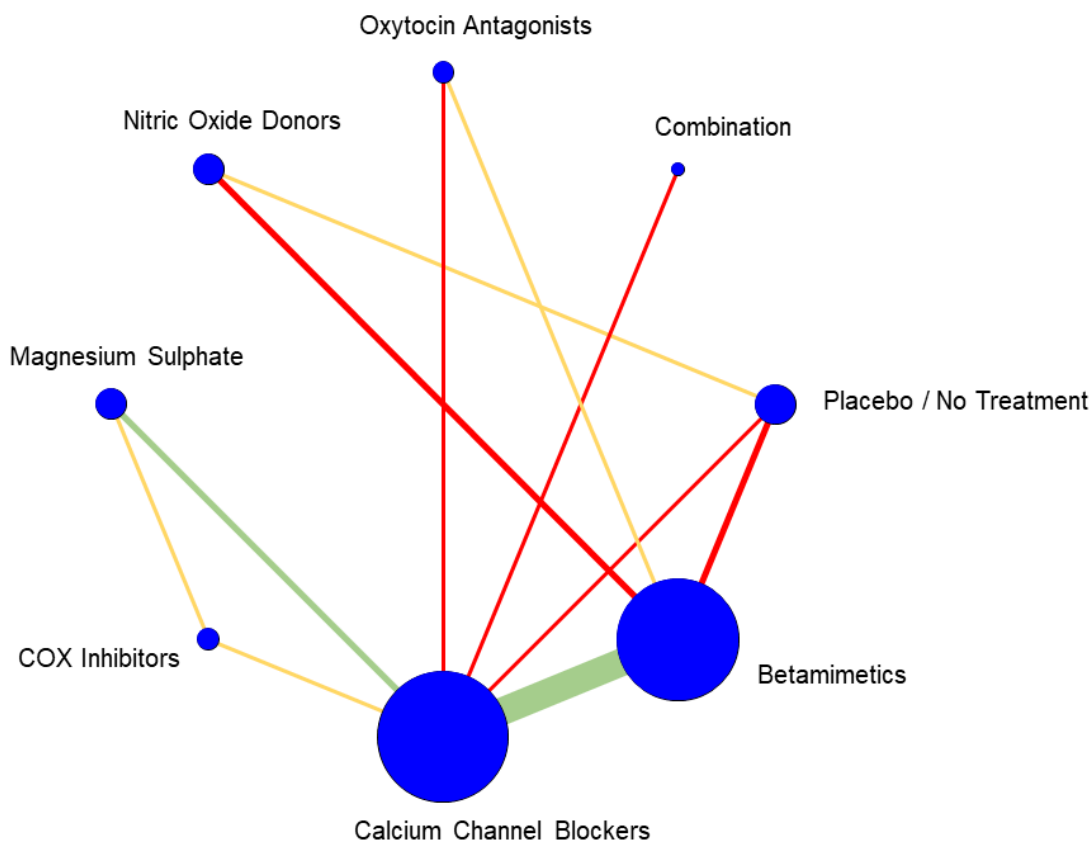 Oxytocin Antagonists
Nitric Oxide Donors
Combination
Magnesium Sulphate
Placebo / No Treatment
COX Inhibitors
Betamimetics
Calcium Channel Blockers